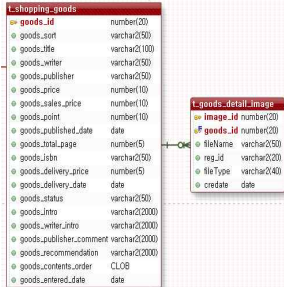 t_shopping_goods
goods_id number(20)
goods_sort varchar2(50)
goods_title varchar2(100)
goods_writer varchar2(50)
goods_publisher varchar2(50)
goods_price number(10)
goods_sales_price number(10)
goods_point number(10)
goods_published_date date
goods_total_page number(5)
goods_isbn varchar2(50)
goods_delivery_price number(5)
goods_delivery_date date
goods_status varchar2(50)
goods_intro varchar2(2000)
goods_writer_intro varchar2(2000)
goods_publisher_comment varchar2(2000)
goods_recommendation varchar2(2000)
goods_contents_order CLOB
goods_entered_date date
t_goods_detail_image
image_id number(20)
goods_id number(20)
fileName varchar2(50)
reg_id varchar2(20)
fileType varchar2(40)
credate date